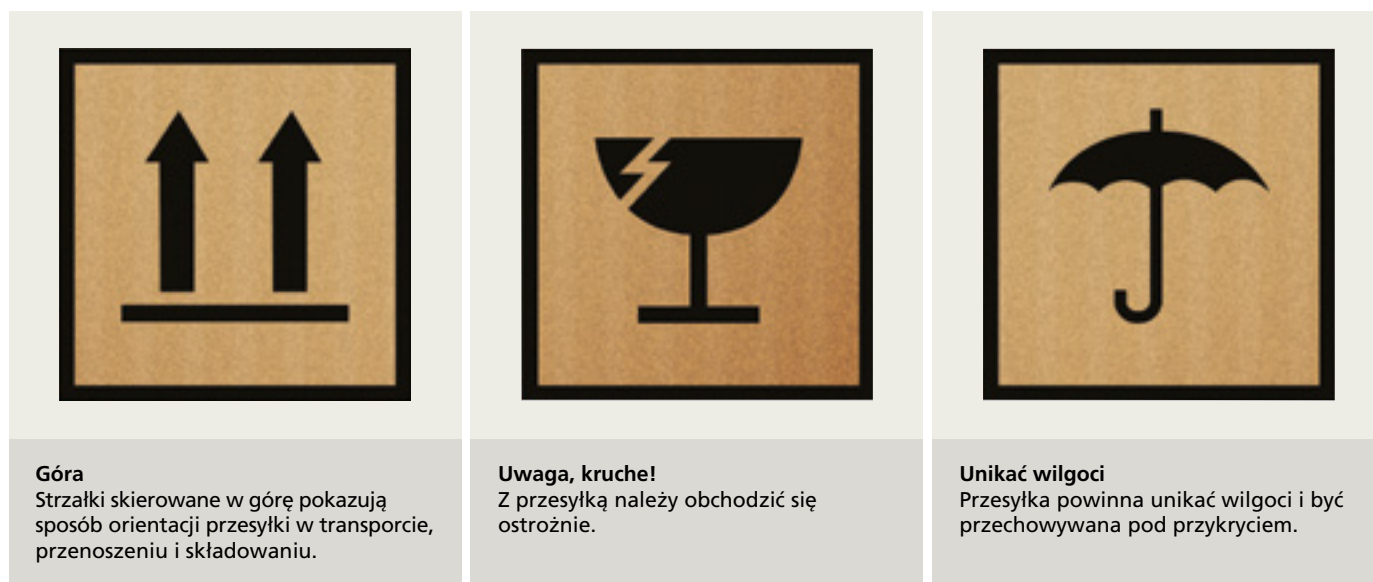 Góra
Strzałki skierowane w górę pokazują
sposób orientacji przesyłki w transporcie,
przenoszeniu i składowaniu.
Uwaga, kruche!
Z przesyłką należy obchodzić się
ostrożnie.
Unikać wilgoci
Przesyłka powinna unikać wilgoci i być
przechowywana pod przykryciem.